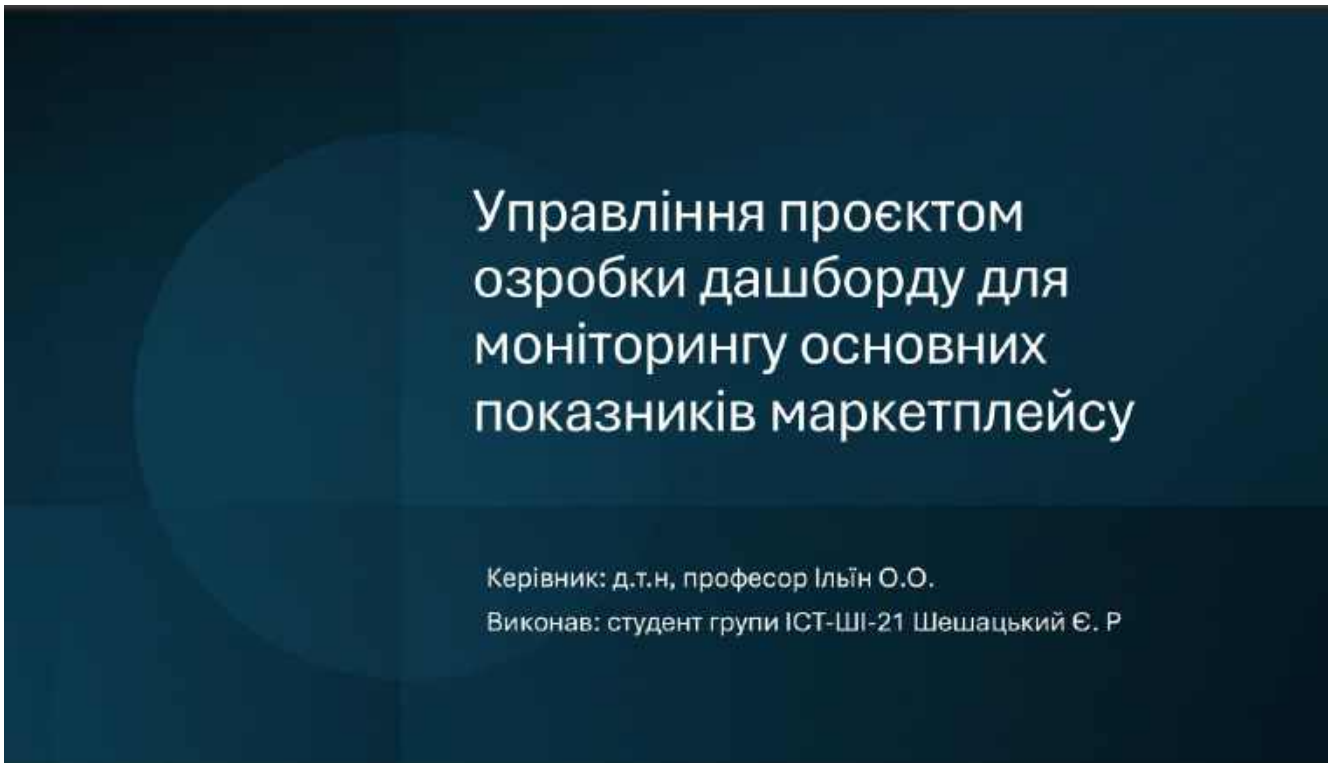 Управління проєктом
озробки дашборду для
моніторингу основних
показників маркетплейсу
Керівник: д.т.н, професор Ільїн О.О.
Виконав: студент групи ІСТ-ШІ-21 Шешацький Є. Р